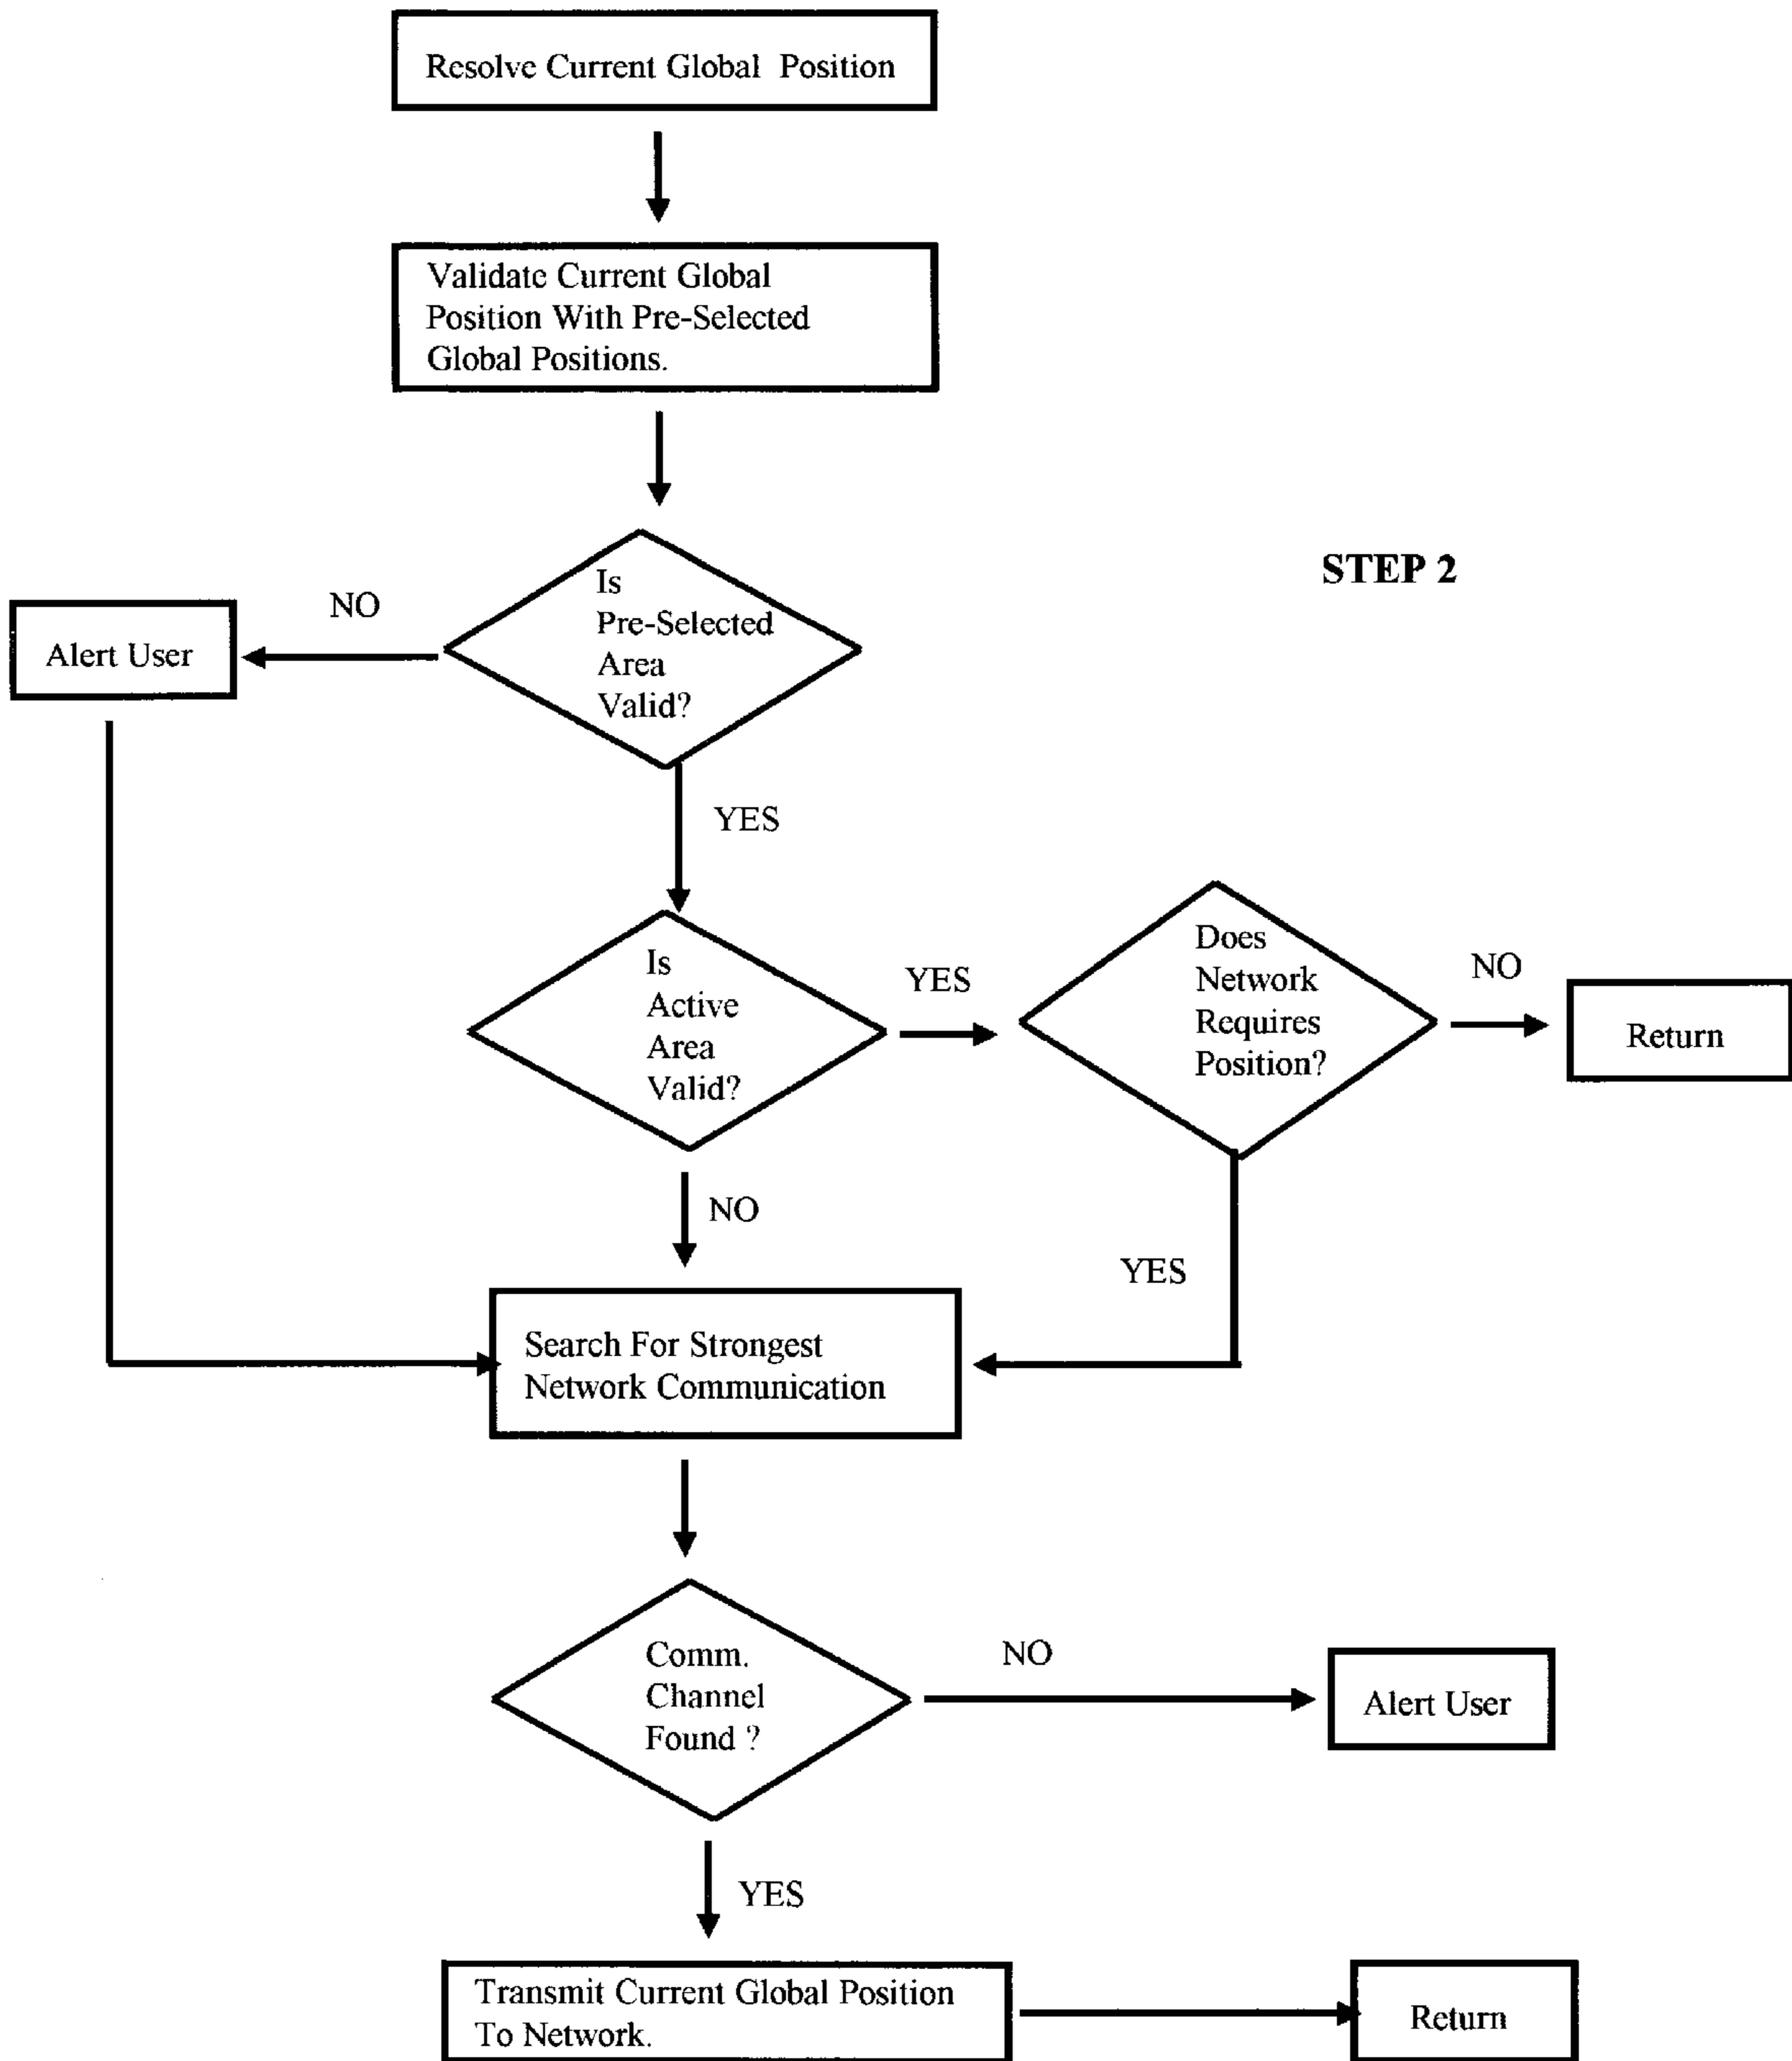 Resolve Current Global Position
Validate Current Global
Position With Pre-Selected
Global Positions.
STEP 2
Is
Pre-Selected
Area
Valid?
NO
Alert User
YES
Is
Active
Area
Valid?
YES
Does
Network
Requires
Position?
NO
Return
NO
YES
Search For Strongest
Network Communication
Comm.
Channel
Found ?
NO
Alert User
YES
Transmit Current Global Position
To Network.
Return